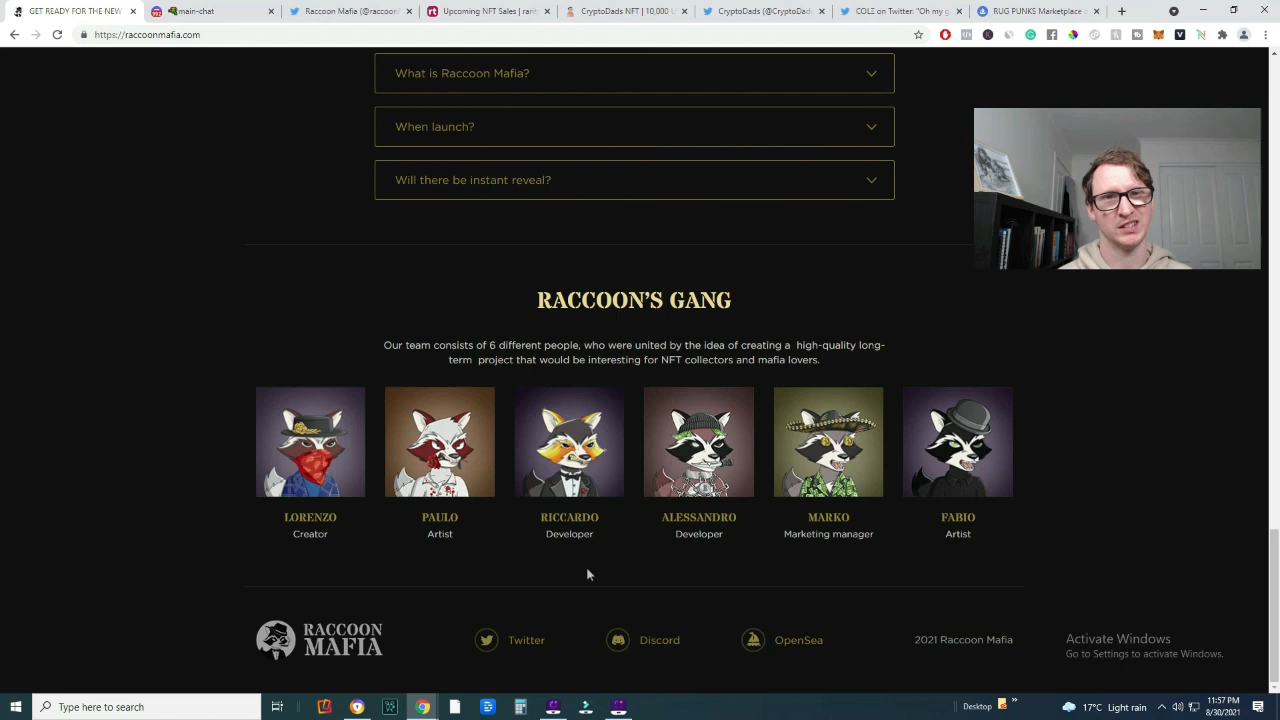 GET READY FOR THE NEW
992
main-chat
Raccoon Mafia (@raccoon
Upcoming NFT Sales | rarit
CryptoDads NFT | 10,000 U
CryptoDads (@CryptoDads
COLE on Twitter: "Oh my g
RUG PUNKS Marketplace -
https://raccoonmafia.com
What is Raccoon Mafia?
When launch?
Will there be instant reveal?
RACCOON'S GANG
Our team consists of 6 different people, who were united by the idea of creating a high-quality long-
term project that would be interesting for NFT collectors and mafia lovers.
LORENZO
Creator
PAULO
Artist
RICCARDO
Developer
ALESSANDRO
Developer
MARKO
Marketing manager
FABIO
Artist
RACCOON
MAFIA
Twitter
Discord
OpenSea
2021 Raccoon Mafia
Activate Windows
Go to Settings to activate Windows.
Type here to search
Desktop
17°C Light rain
11:57 PM
8/30/2021